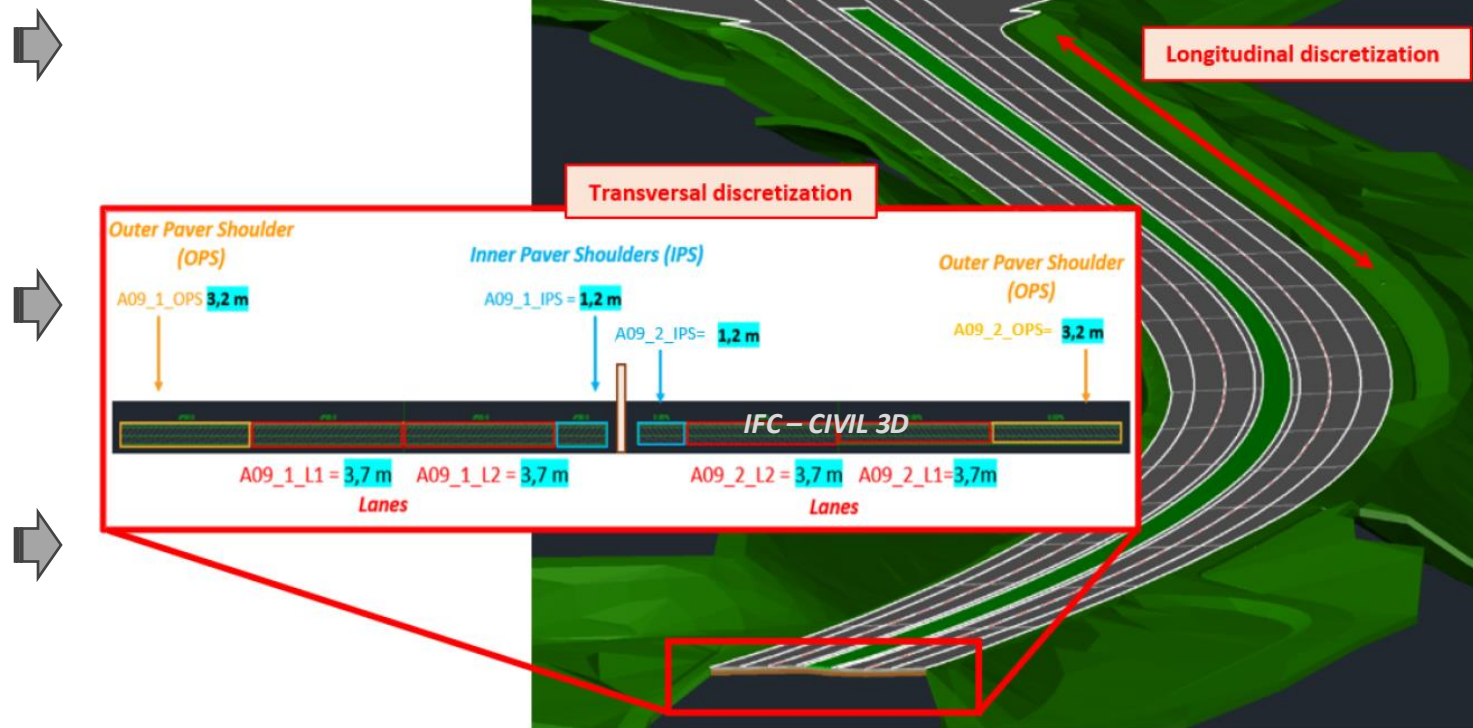 Longitudinal discretization
Transversal discretization
Outer Paver Shoulder
(OPS)
A09_1_OPS 3,2 m
Inner Paver Shoulders (IPS)
A09_1_IPS = 1,2 m
A09_2_IPS= 1,2 m
Outer Paver Shoulder
(OPS)
A09_2_OPS= 3,2 m
IFC – CIVIL 3D
A09_1_L1 = 3,7 m A09_1_L2 = 3,7 m
Lanes
A09_2_L2 = 3,7 m A09_2_L1=3,7m
Lanes